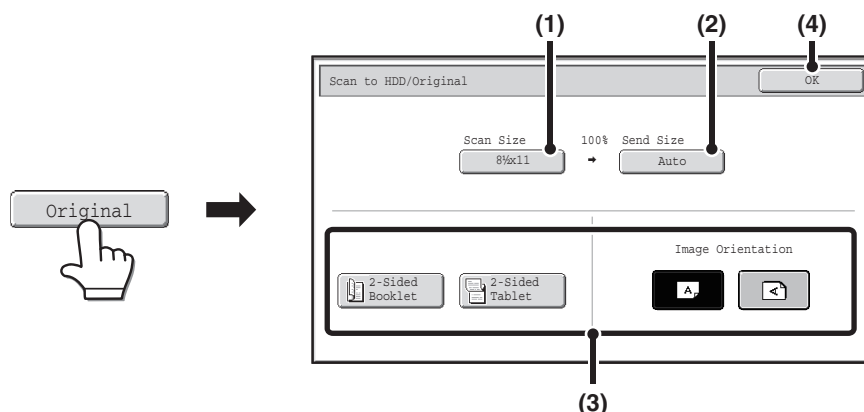 (1) (2) (4)
Scan to HDD/Original OK
Scan Size 100% Send Size
8½x11 Auto
Original
Image Orientation
2-Sided Booklet
2-Sided Tablet
A A
(3)